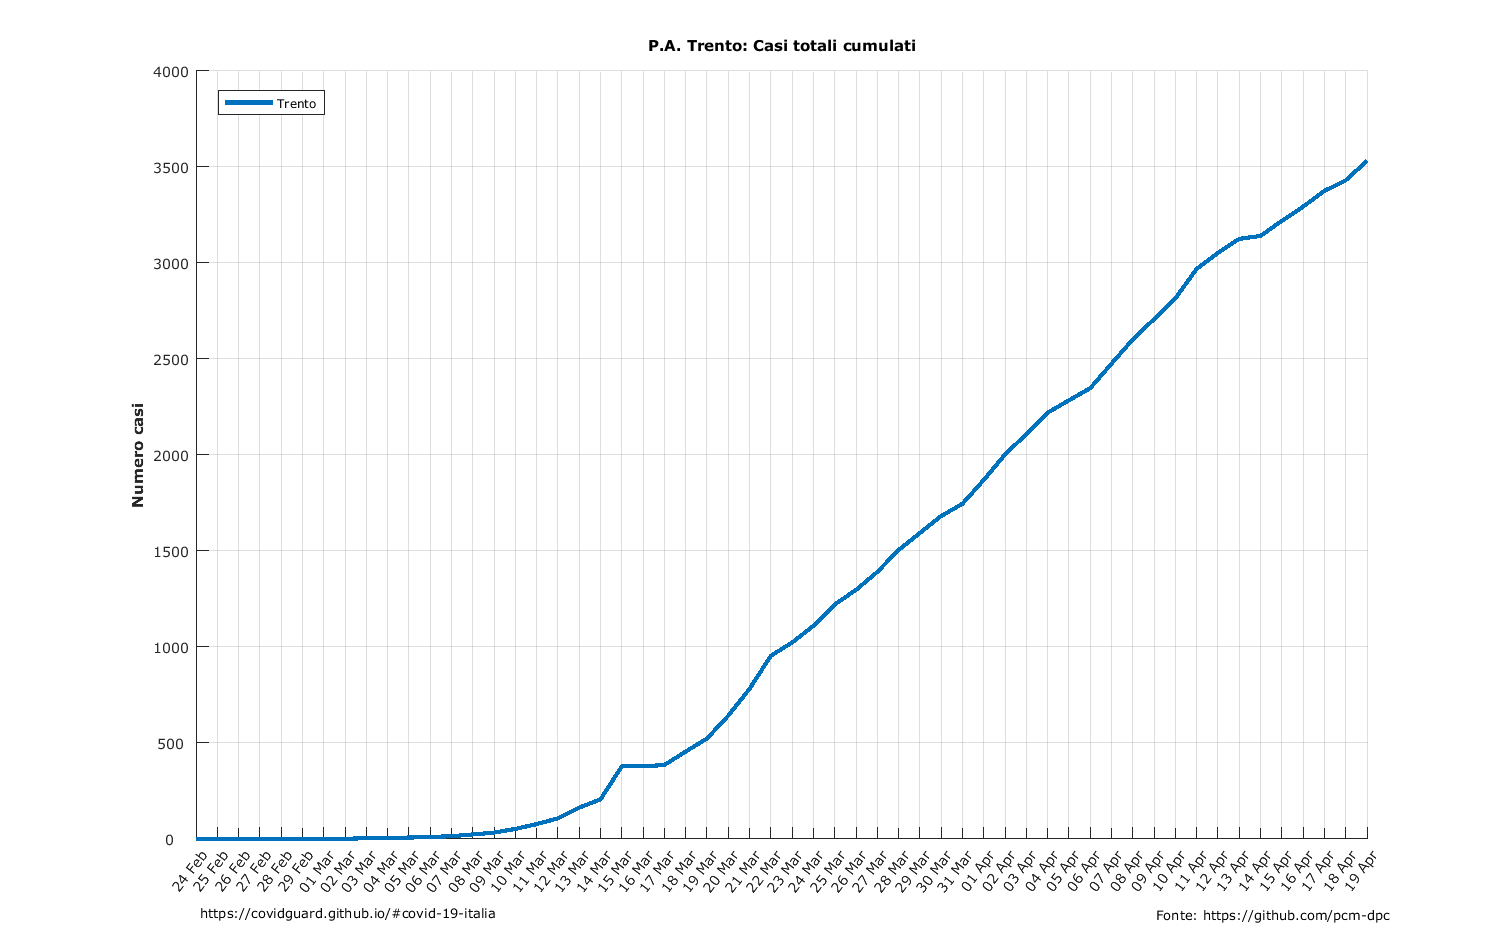 P.A. Trento: Casi totali cumulati
Trento
Numero casi
4000
3500
3000
2500
2000
1500
1000
500
0
24 Feb
25 Feb
26 Feb
27 Feb
28 Feb
29 Feb
01 Mar
02 Mar
03 Mar
04 Mar
05 Mar
06 Mar
07 Mar
08 Mar
09 Mar
10 Mar
11 Mar
12 Mar
13 Mar
14 Mar
15 Mar
16 Mar
17 Mar
18 Mar
19 Mar
20 Mar
21 Mar
22 Mar
23 Mar
24 Mar
25 Mar
26 Mar
27 Mar
28 Mar
29 Mar
30 Mar
31 Mar
01 Apr
02 Apr
03 Apr
04 Apr
05 Apr
06 Apr
07 Apr
08 Apr
09 Apr
10 Apr
11 Apr
12 Apr
13 Apr
14 Apr
15 Apr
16 Apr
17 Apr
18 Apr
19 Apr
https://covidguard.github.io/#covid-19-italia
Fonte: https://github.com/pcm-dpc